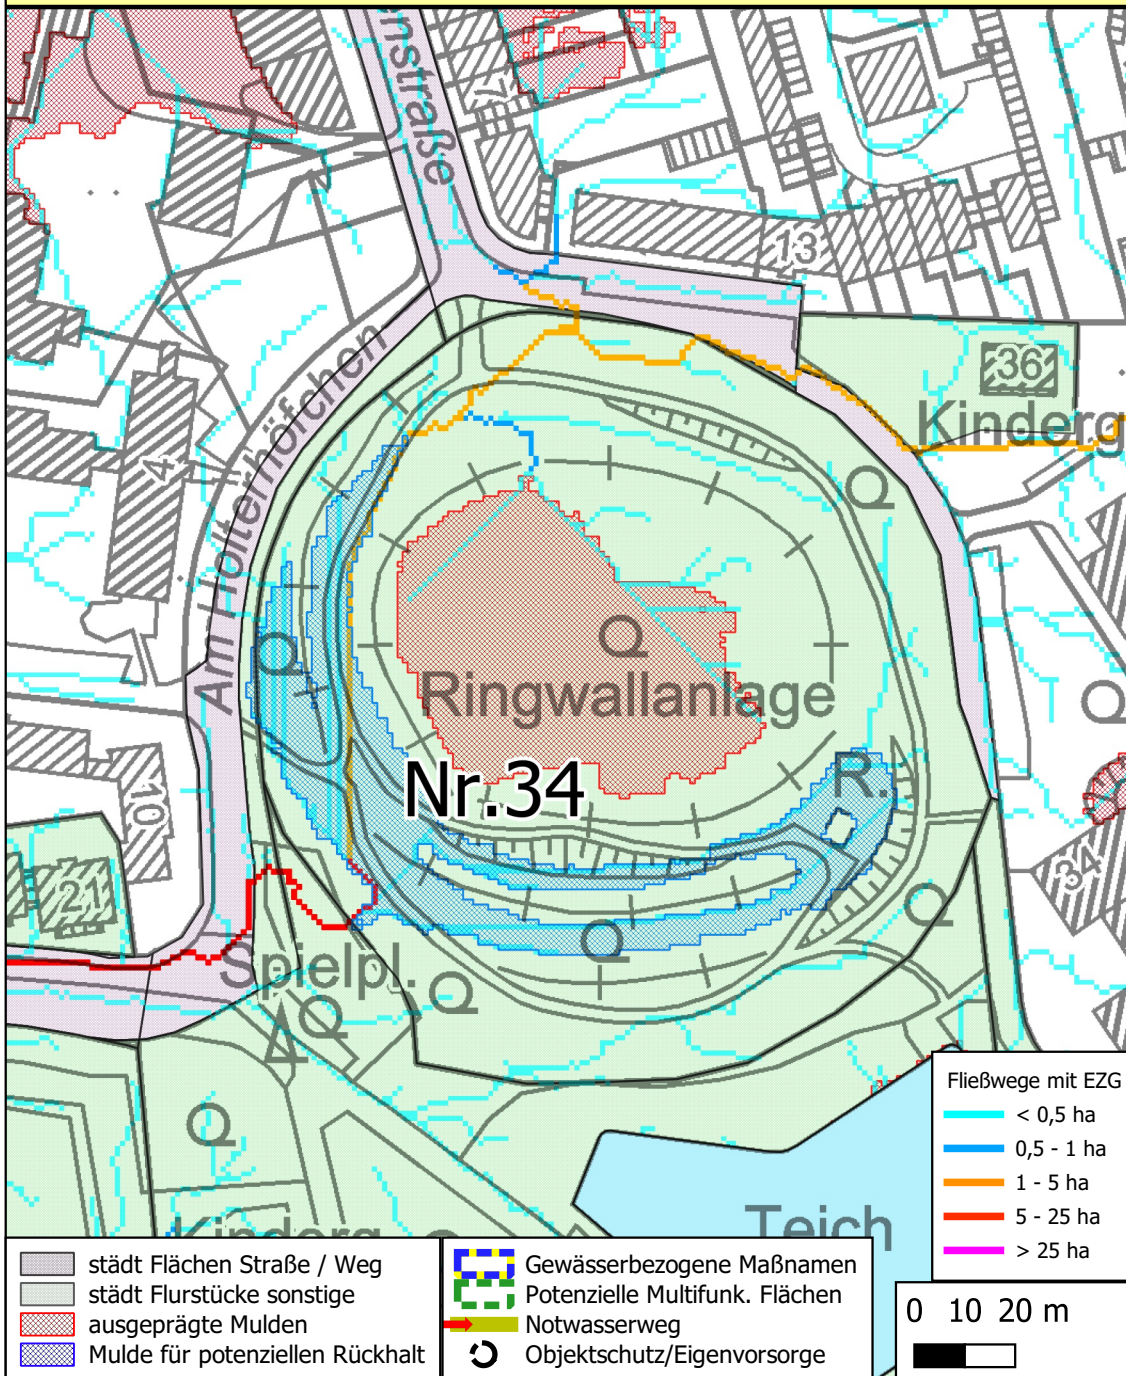 nstraße
7
13
36
Kinderg
Am Holterhöfchen
4
Ringwallanlage
Nr.34
R.
10
21
34
Spielpl.
Kinderg
Teich
Fließwege mit EZG
< 0,5 ha
0,5 - 1 ha
1 - 5 ha
5 - 25 ha
> 25 ha
städt Flächen Straße / Weg
städt Flurstücke sonstige
ausgeprägte Mulden
Mulde für potenziellen Rückhalt
Gewässerbezogene Maßnamen
Potenzielle Multifunk. Flächen
Notwasserweg
Objektschutz/Eigenvorsorge
0 10 20 m